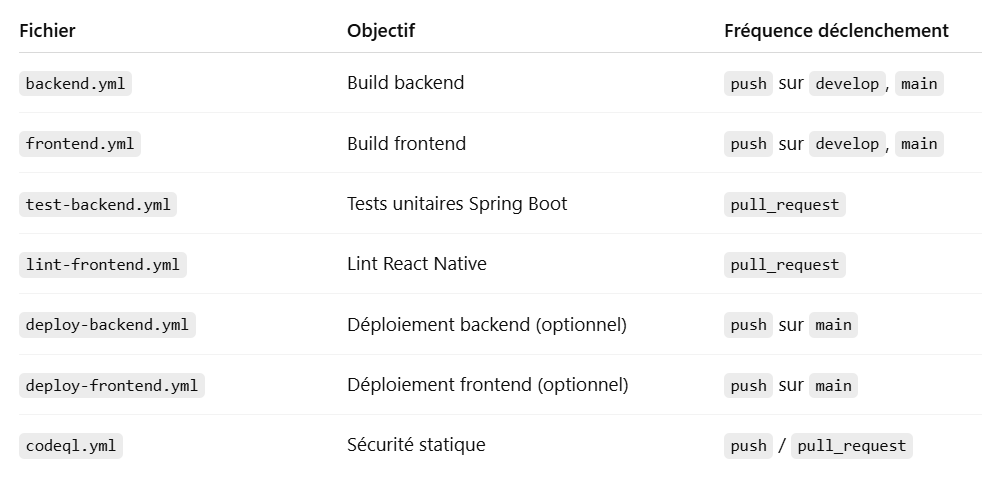 Fichier Objectif Fréquence déclenchement
backend.yml Build backend push sur develop, main
frontend.yml Build frontend push sur develop, main
test-backend.yml Tests unitaires Spring Boot pull_request
lint-frontend.yml Lint React Native pull_request
deploy-backend.yml Déploiement backend (optionnel) push sur main
deploy-frontend.yml Déploiement frontend (optionnel) push sur main
codeql.yml Sécurité statique push / pull_request